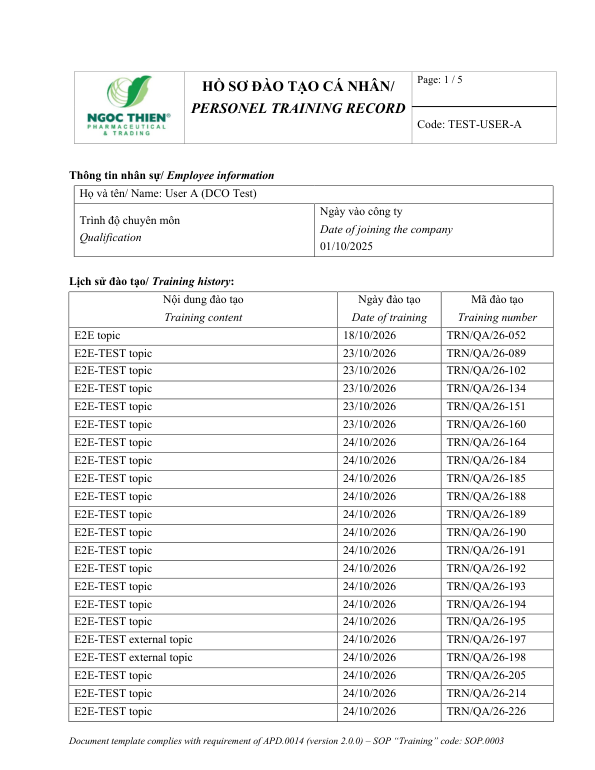 NGOC THIEN
PHARMACEUTICAL
& TRADING
HỒ SƠ ĐÀO TẠO CÁ NHÂN/
PERSONEL TRAINING RECORD
Page: 1 / 5
Code: TEST-USER-A
Thông tin nhân sự/ Employee information
Họ và tên/ Name: User A (DCO Test)
Trình độ chuyên môn
Qualification
Ngày vào công ty
Date of joining the company
01/10/2025
Lịch sử đào tạo/ Training history:
Nội dung đào tạo Ngày đào tạo Mã đào tạo
Training content Date of training Training number
E2E topic 18/10/2026 TRN/QA/26-052
E2E-TEST topic 23/10/2026 TRN/QA/26-089
E2E-TEST topic 23/10/2026 TRN/QA/26-102
E2E-TEST topic 23/10/2026 TRN/QA/26-134
E2E-TEST topic 23/10/2026 TRN/QA/26-151
E2E-TEST topic 23/10/2026 TRN/QA/26-160
E2E-TEST topic 24/10/2026 TRN/QA/26-164
E2E-TEST topic 24/10/2026 TRN/QA/26-184
E2E-TEST topic 24/10/2026 TRN/QA/26-185
E2E-TEST topic 24/10/2026 TRN/QA/26-188
E2E-TEST topic 24/10/2026 TRN/QA/26-189
E2E-TEST topic 24/10/2026 TRN/QA/26-190
E2E-TEST topic 24/10/2026 TRN/QA/26-191
E2E-TEST topic 24/10/2026 TRN/QA/26-192
E2E-TEST topic 24/10/2026 TRN/QA/26-193
E2E-TEST topic 24/10/2026 TRN/QA/26-194
E2E-TEST topic 24/10/2026 TRN/QA/26-195
E2E-TEST external topic 24/10/2026 TRN/QA/26-197
E2E-TEST external topic 24/10/2026 TRN/QA/26-198
E2E-TEST topic 24/10/2026 TRN/QA/26-205
E2E-TEST topic 24/10/2026 TRN/QA/26-214
E2E-TEST topic 24/10/2026 TRN/QA/26-226
Document template complies with requirement of APD.0014 (version 2.0.0) – SOP “Training” code: SOP.0003